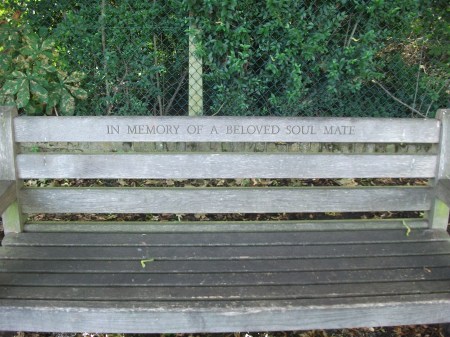 IN MEMORY OF A BELOVED SOUL MATE